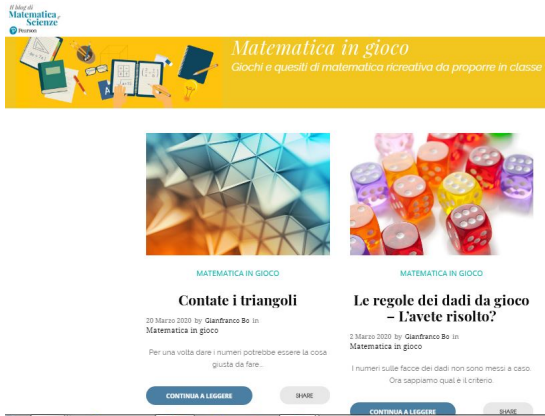 Il blog di
Matematica e
Scienze
Pearson
Matematica in gioco
Giochi e quesiti di matematica ricreativa da proporre in classe
MATEMATICA IN GIOCO
Contate i triangoli
20 Marzo 2020 by Gianfranco Bo in
Matematica in gioco
Per una volta dare i numeri potrebbe essere la cosa
giusta da fare...
CONTINUA A LEGGERE
SHARE
MATEMATICA IN GIOCO
Le regole dei dadi da gioco
– L'avete risolto?
2 Marzo 2020 by Gianfranco Bo in
Matematica in gioco
I numeri sulle facce dei dadi non sono messi a caso.
Ora sappiamo qual è il criterio.
CONTINUA A LEGGERE
SHARE